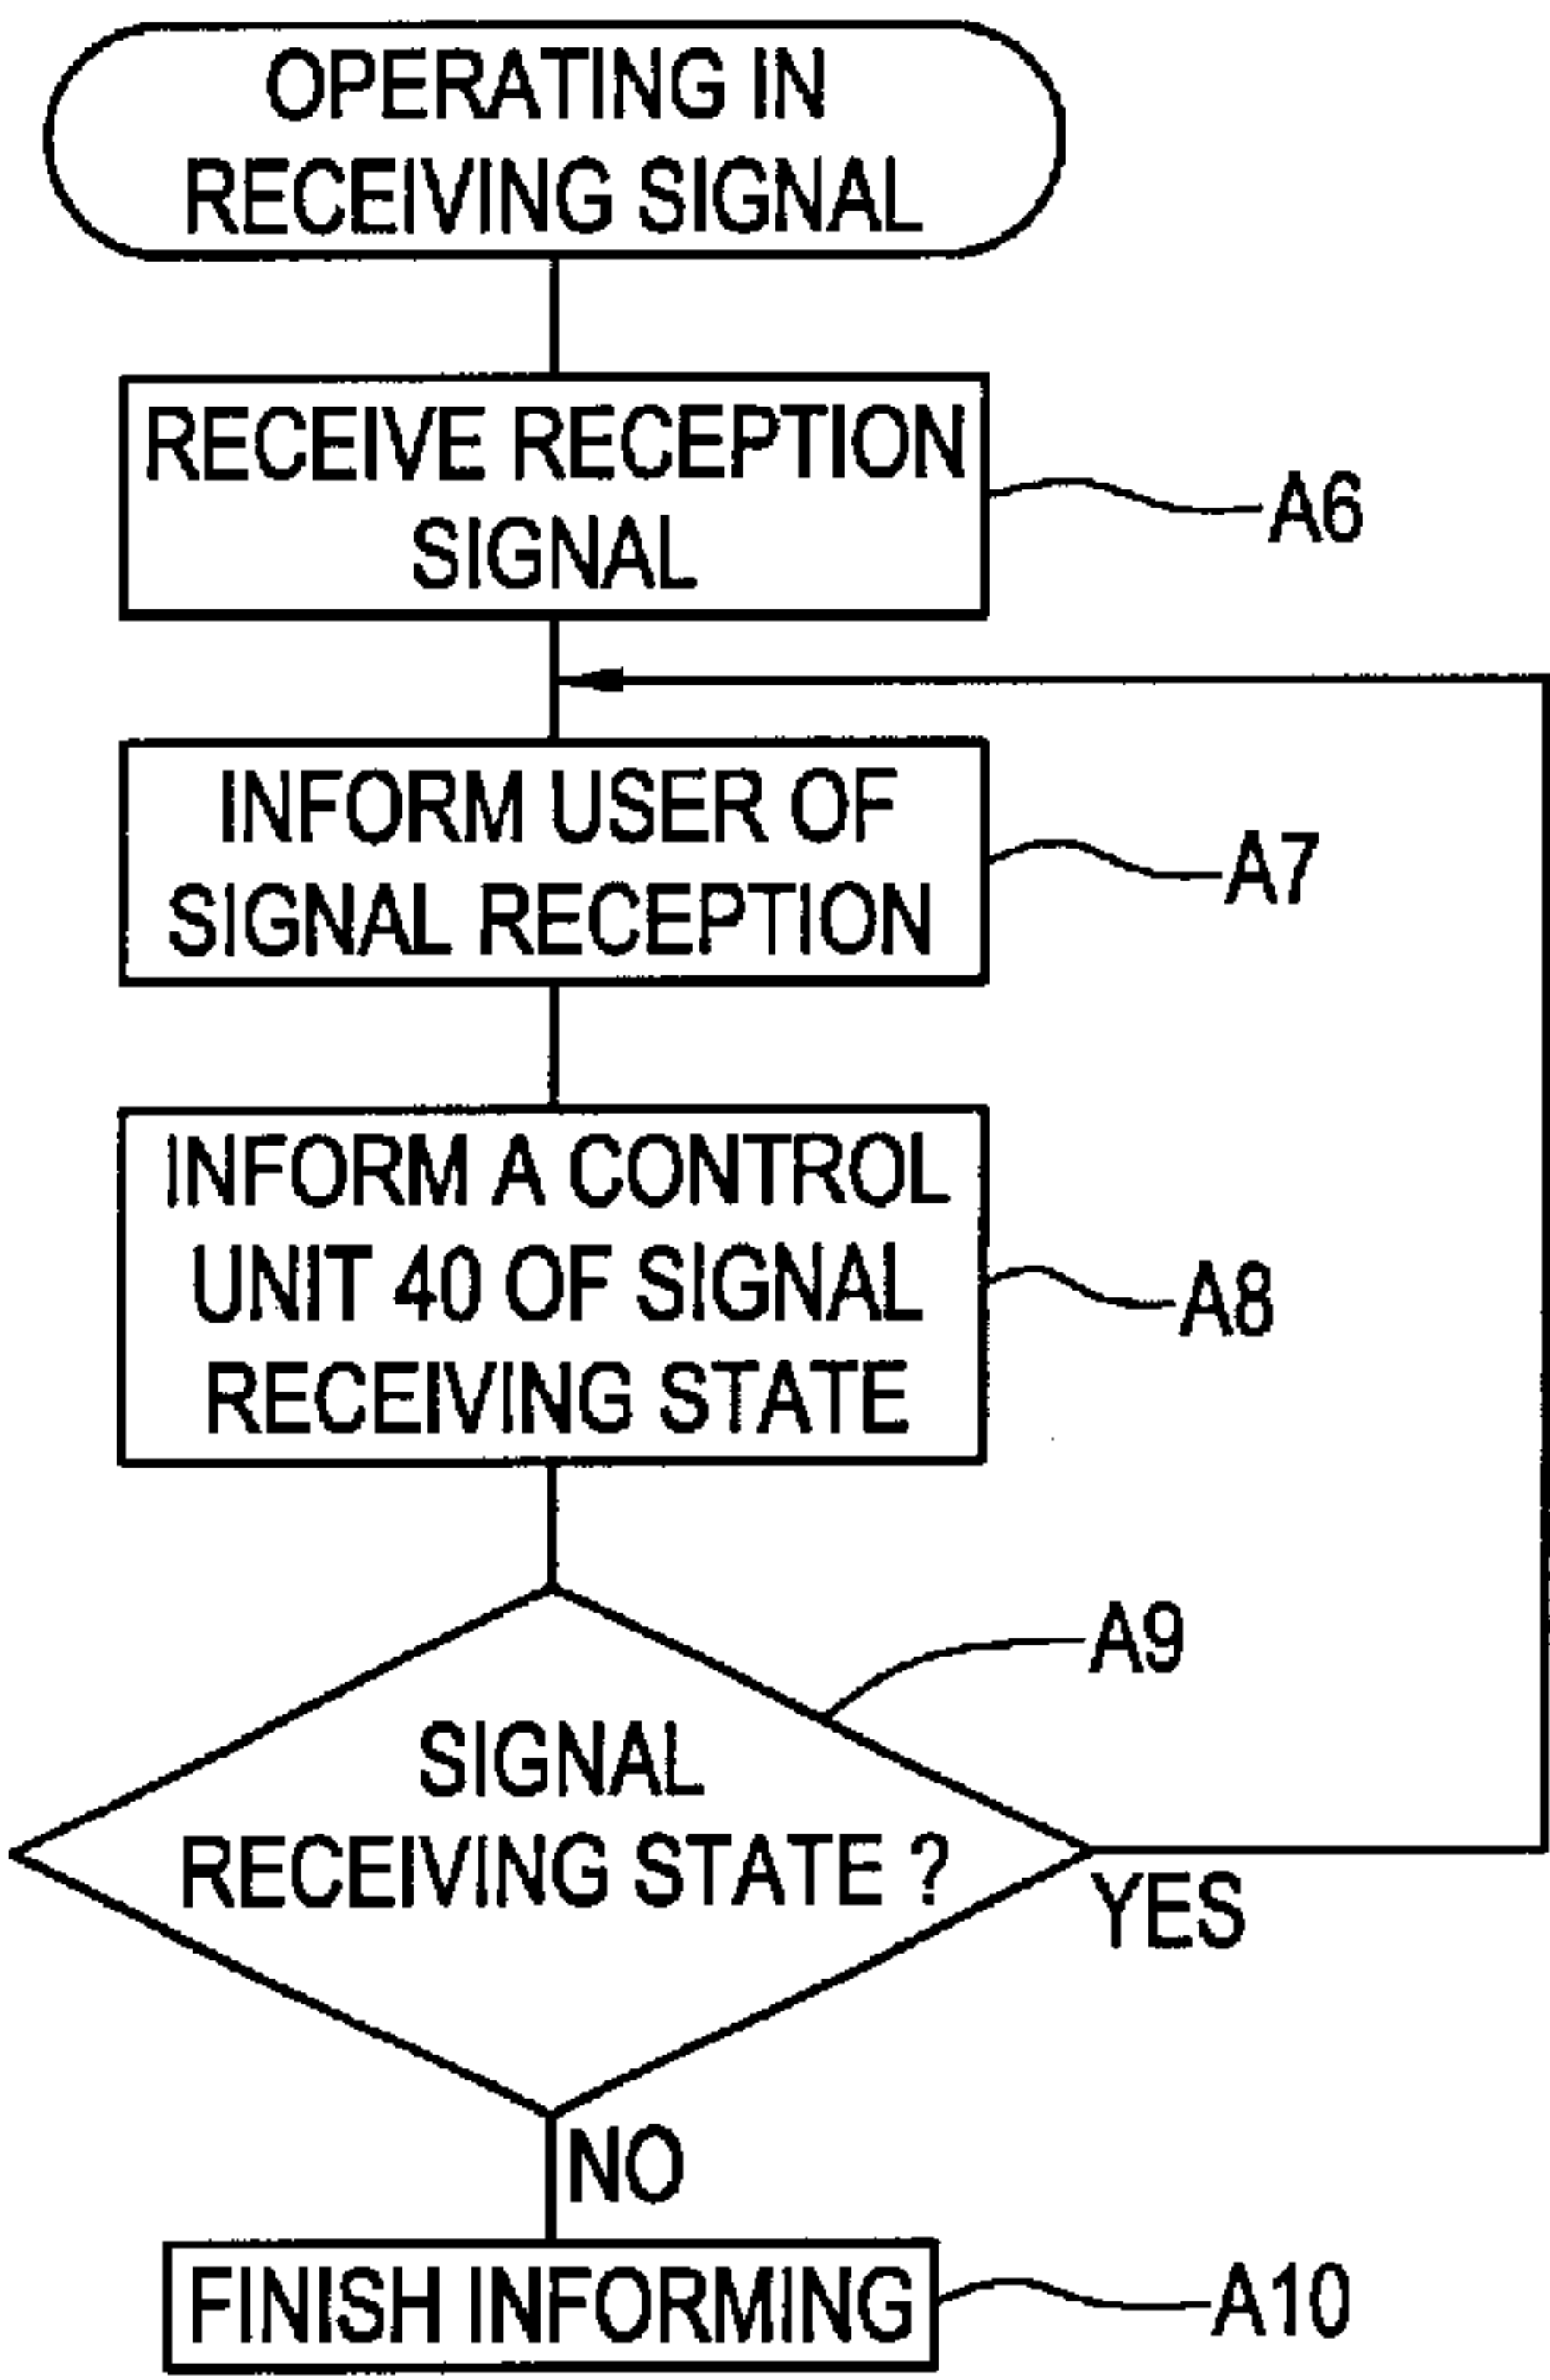 OPERATING IN
RECEIVING SIGNAL
RECEIVE RECEPTION
SIGNAL
A6
INFORM USER OF
SIGNAL RECEPTION
A7
INFORM A CONTROL
UNIT 40 OF SIGNAL
RECEIVING STATE
A8
A9
SIGNAL
RECEIVING STATE ?
YES
NO
FINISH INFORMING
A10